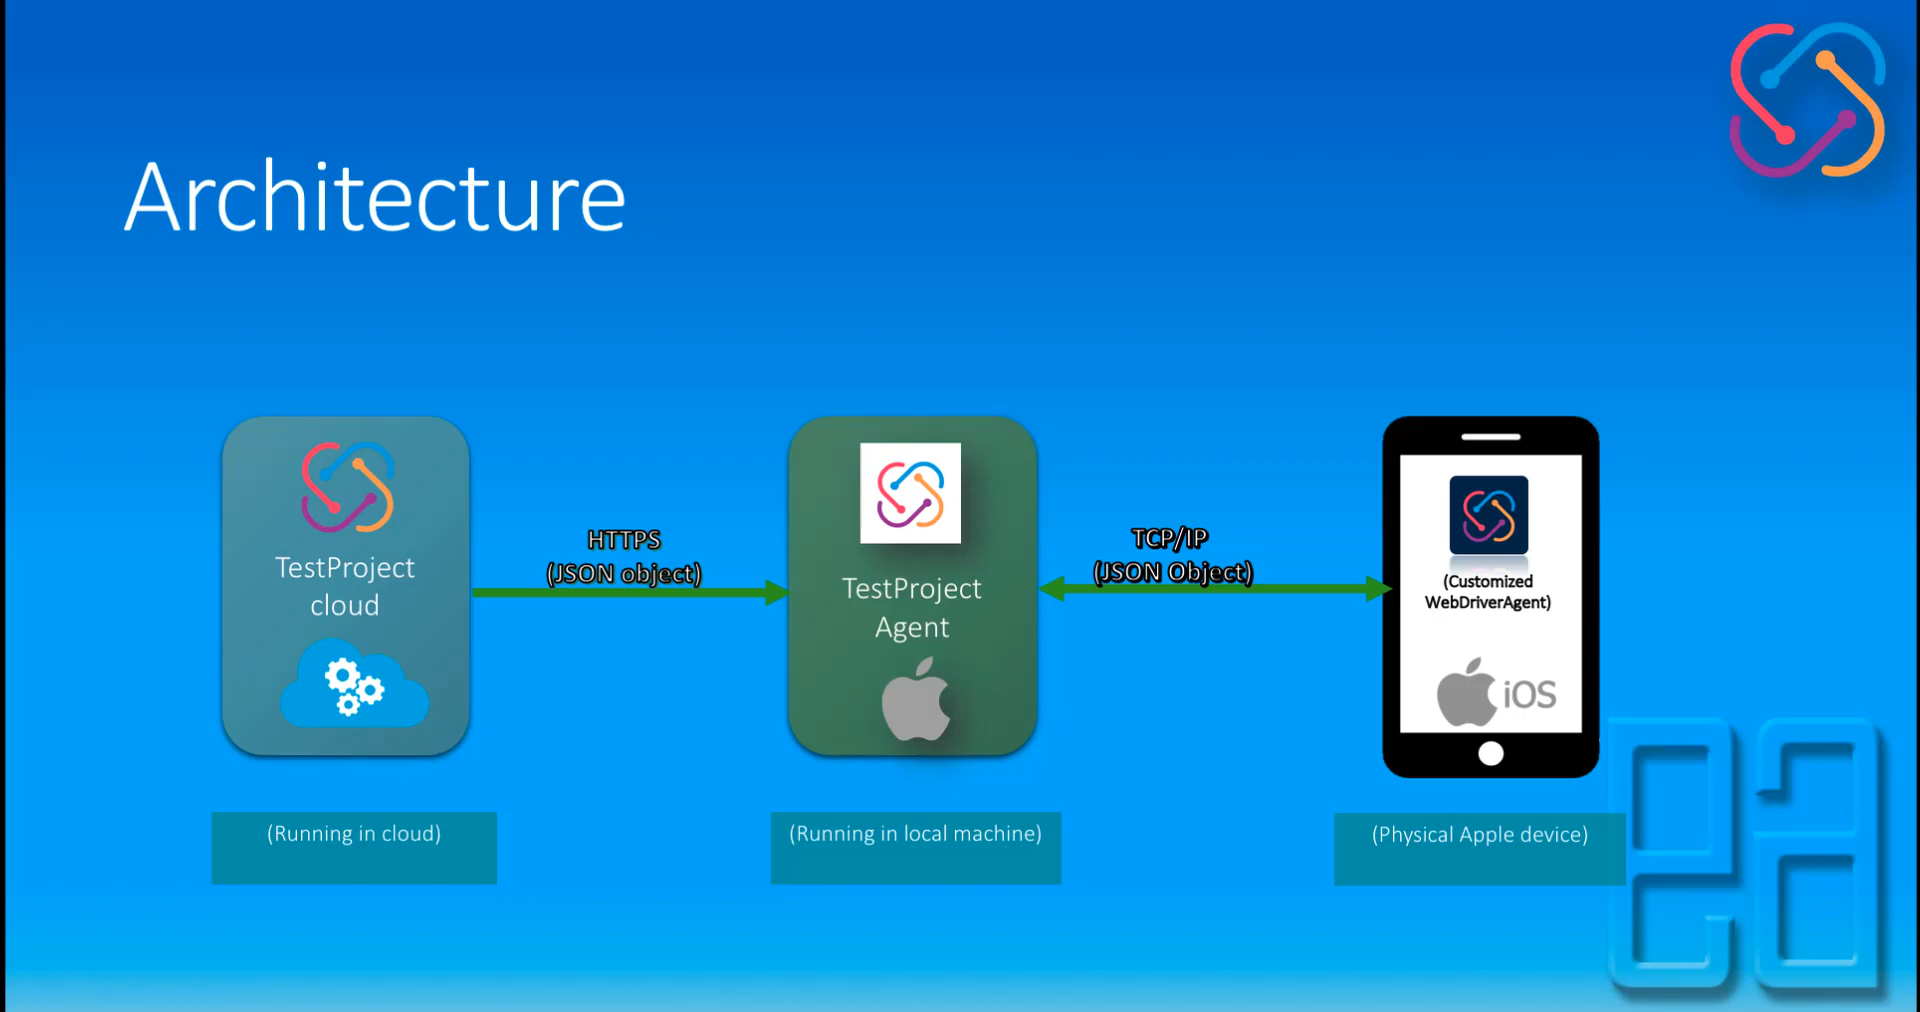 Architecture
TestProject
cloud
HTTPS
(JSON object)
TestProject
Agent
TCP/IP
(JSON Object)
(Customized
WebDriverAgent)
iOS
(Running in cloud)
(Running in local machine)
(Physical Apple device)
ea